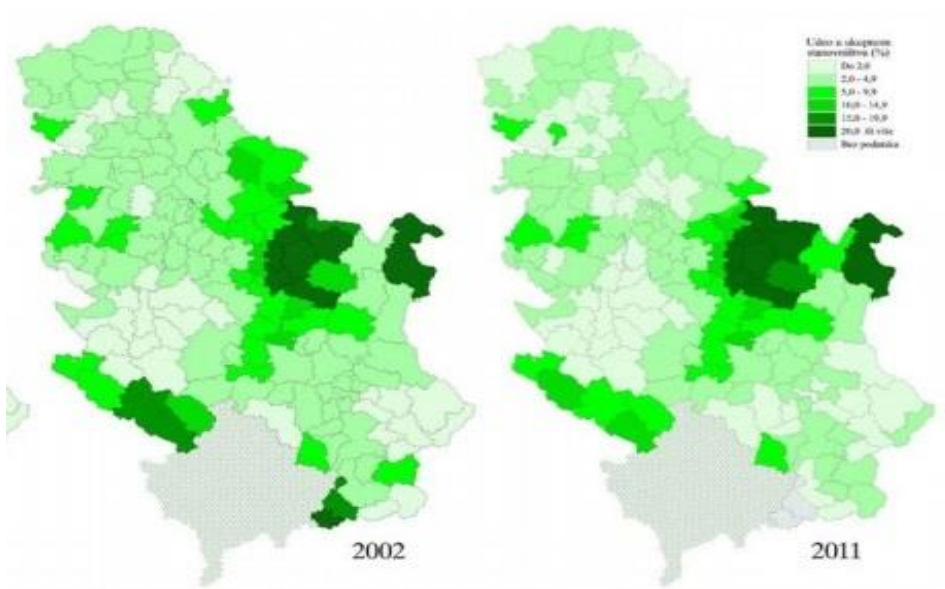 Udeo u ukupnom
stanovništvu (%)
Do 2,0
2,0 - 4,9
5,0 - 9,9
10,0 - 14,9
15,0 - 19,9
20,0 ili više
Bez podataka
2002
2011